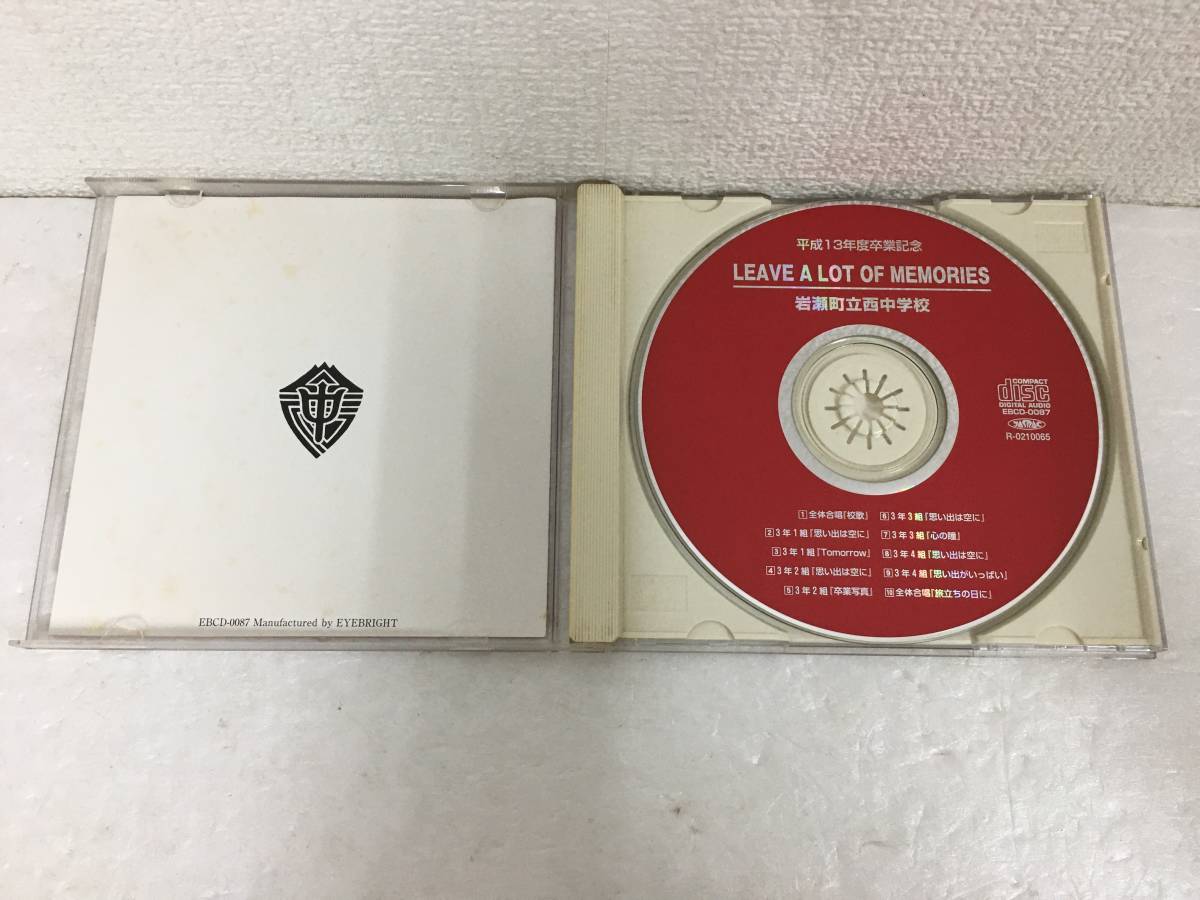 EBCD-0087 Manufactured by EYEBRIGHT
平成13年度卒業記念
LEAVE A LOT OF MEMORIES
岩瀬町立西中学校
COMPACT
disc
DIGITAL AUDIO
EBCD-0087
R-0210065
1 全体合唱『校歌』
2 3年1組『思い出は空に』
3 3年1組『Tomorrow』
4 3年2組『思い出は空に』
5 3年2組『卒業写真』
6 3年3組『思い出は空に』
7 3年3組『心の瞳』
8 3年4組『思い出は空に』
9 3年4組『思い出がいっぱい』
10 全体合唱『旅立ちの日に』